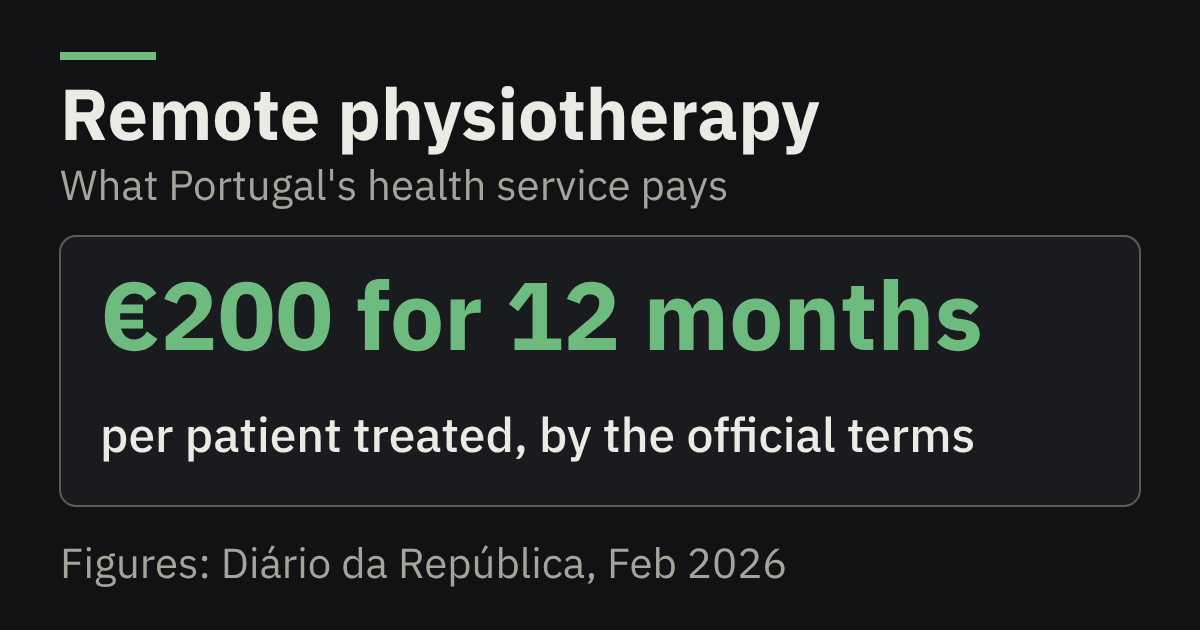 Remote physiotherapy
What Portugal's health service pays
€200 for 12 months
per patient treated, by the official terms
Figures: Diário da República, Feb 2026